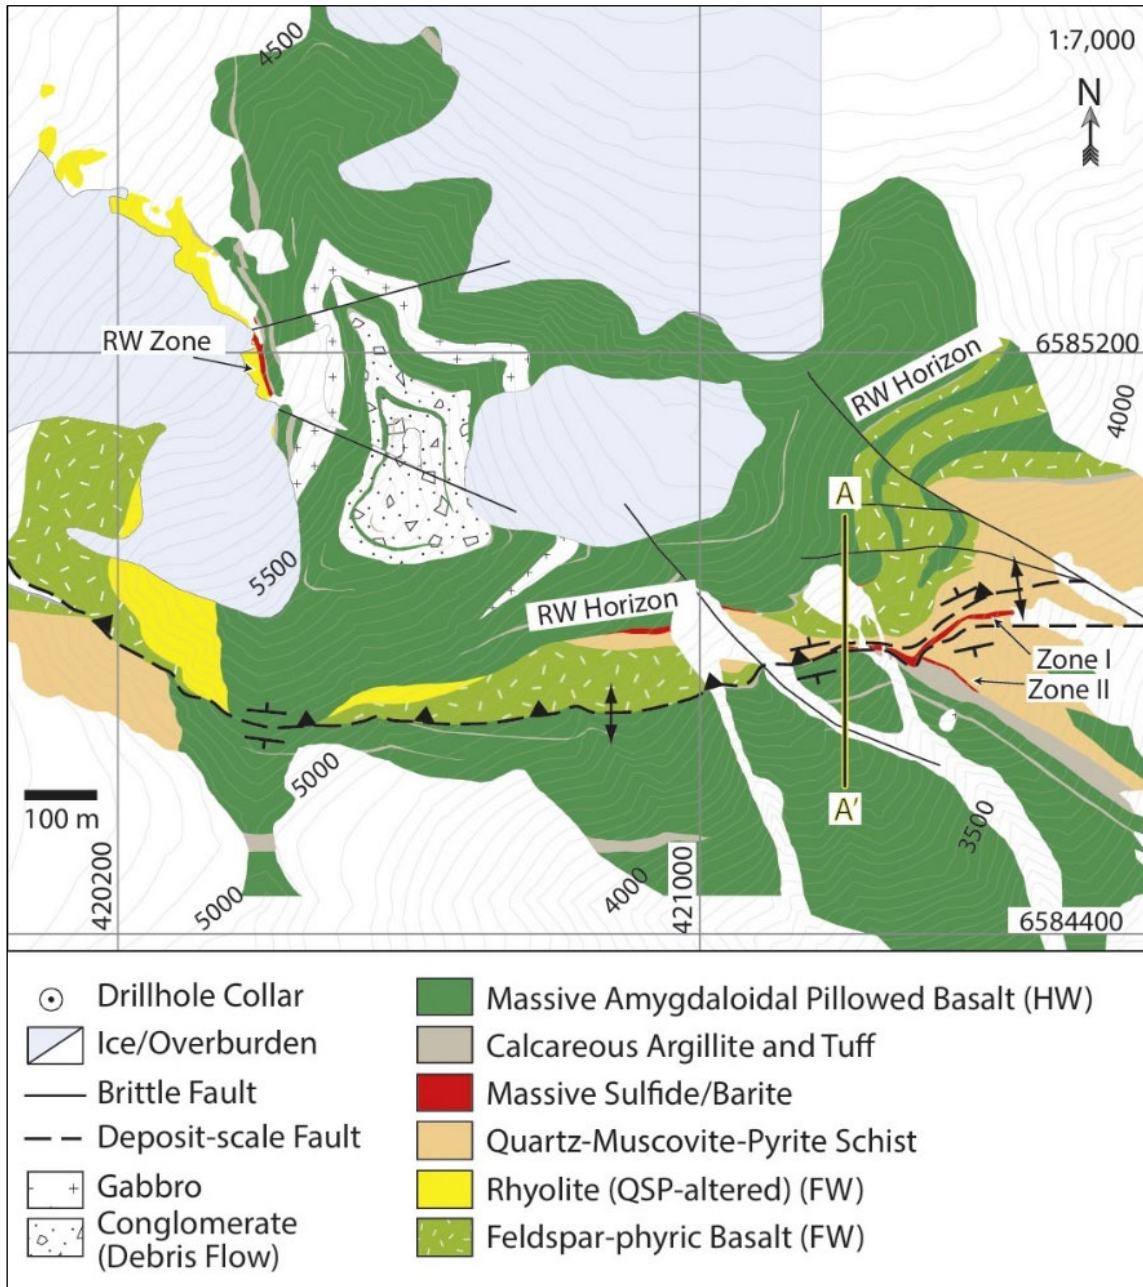 4500
1:7,000
N
RW Zone
6585200
RW Horizon
4000
A
5500
RW Horizon
Zone I
Zone II
5000
A'
100 m
3500
420200
5000
4000
421000
6584400
Drillhole Collar
Ice/Overburden
Brittle Fault
Deposit-scale Fault
Gabbro
Conglomerate
(Debris Flow)
Massive Amygdaloidal Pillowed Basalt (HW)
Calcareous Argillite and Tuff
Massive Sulfide/Barite
Quartz-Muscovite-Pyrite Schist
Rhyolite (QSP-altered) (FW)
Feldspar-phyric Basalt (FW)